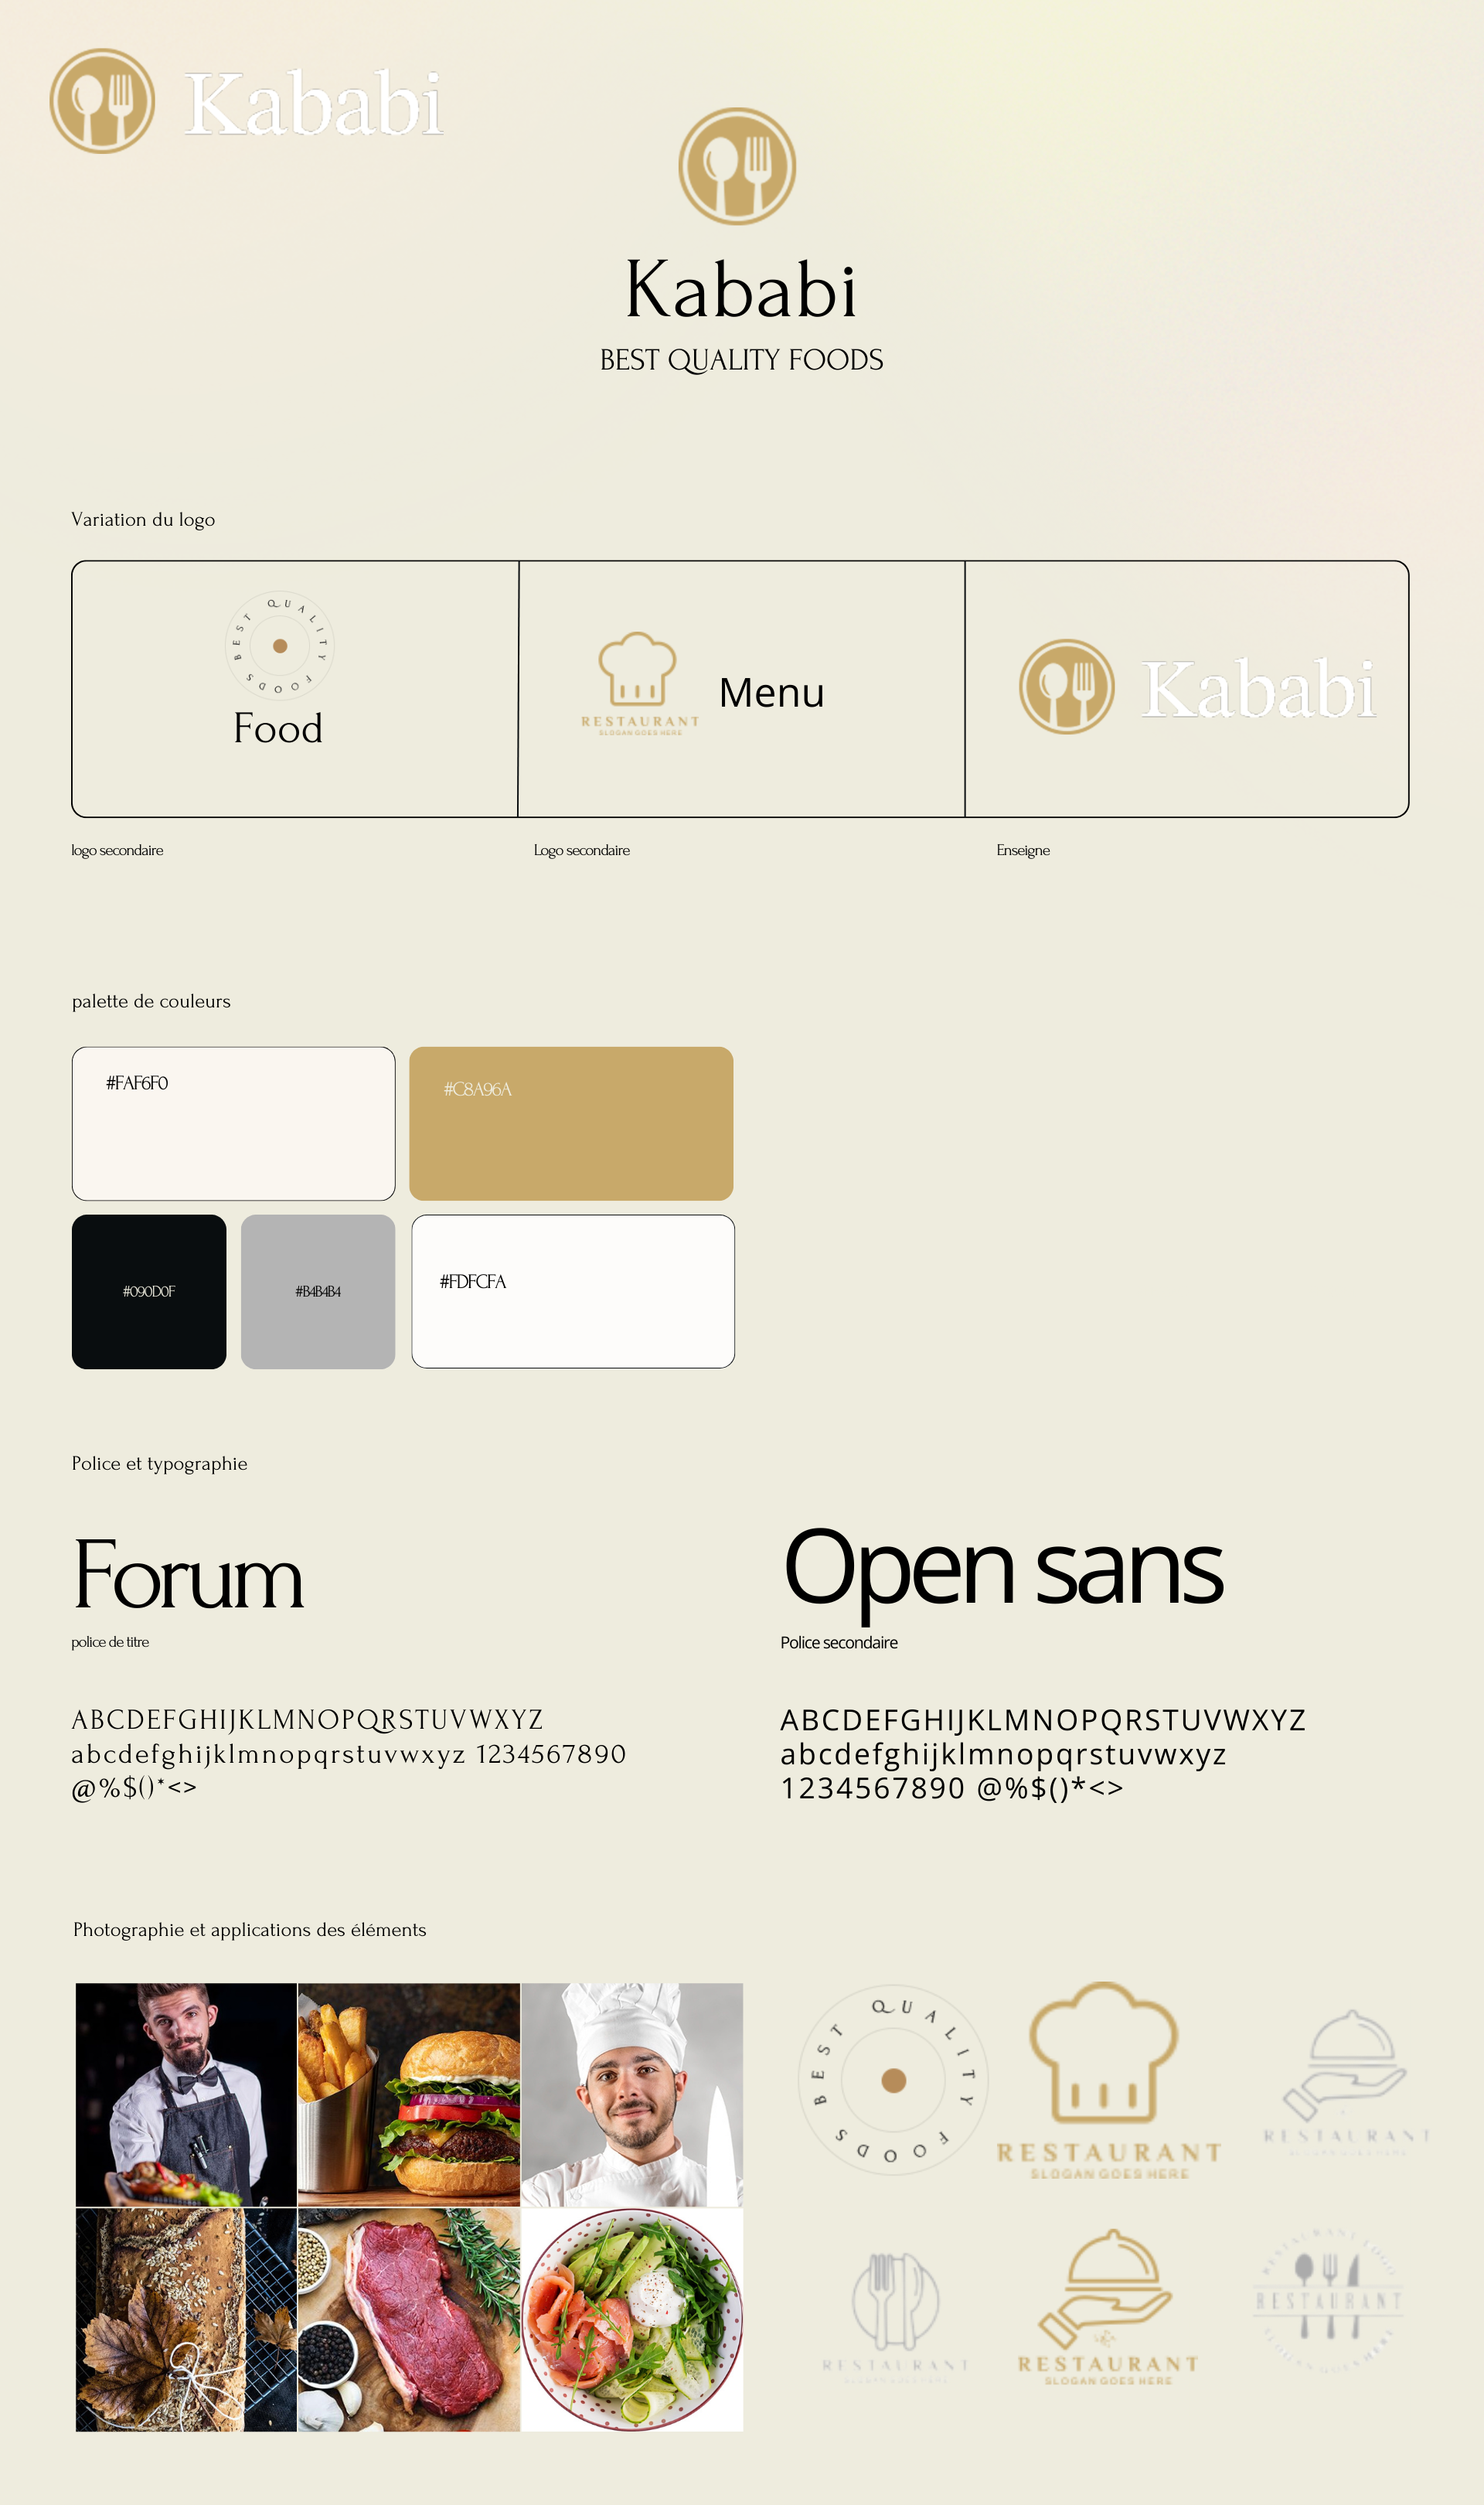 Kababi
Kababi
BEST QUALITY FOODS
Variation du logo
BEST QUALITY FOODS
Food
RESTAURANT
SLOGAN GOES HERE
Menu
Kababi
logo secondaire
Logo secondaire
Enseigne
palette de couleurs
#FAF6F0
#C8A96A
#090D0F
#B4B4B4
#FDFCFA
Police et typographie
Forum
Open sans
police de titre
Police secondaire
ABCDEFGHIJKLMNOPQRSTUVWXYZ
abcdefghijklmnopqrstuvwxyz 1234567890
@%$()*<>
ABCDEFGHIJKLMNOPQRSTUVWXYZ
abcdefghijklmnopqrstuvwxyz
1234567890 @%$()*<>
Photographie et applications des éléments
BEST QUALITY FOODS
RESTAURANT
SLOGAN GOES HERE
RESTAURANT
RESTAURANT
RESTAURANT
SLOGAN GOES HERE
RESTAURANT